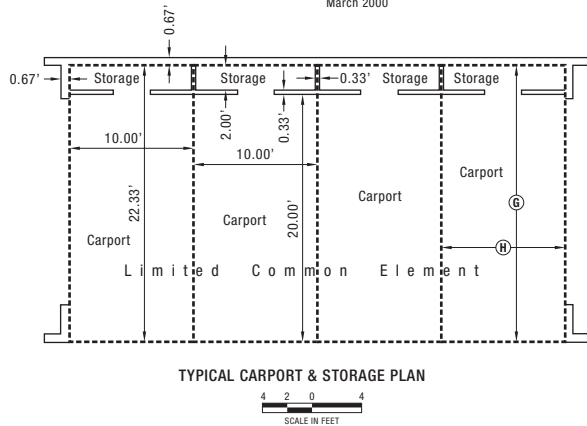 March 2000
0.67'
0.67'
Storage
Storage
0.33'
Storage
Storage
2.00'
0.33'
10.00'
10.00'
22.33'
20.00'
Carport
Carport
Carport
Carport
G
H
Limited Common Element
TYPICAL CARPORT & STORAGE PLAN
4 2 0 4
SCALE IN FEET